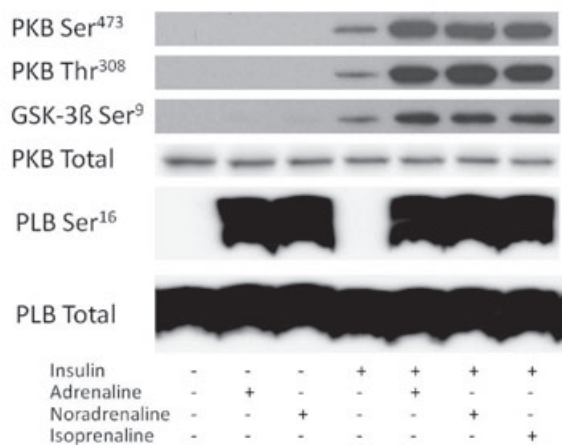 PKB Ser473
PKB Thr308
GSK-3ß Ser9
PKB Total
PLB Ser16
PLB Total
Insulin - - - + + + +
Adrenaline - + - - + - -
Noradrenaline - - + - - + -
Isoprenaline - - - - - - +